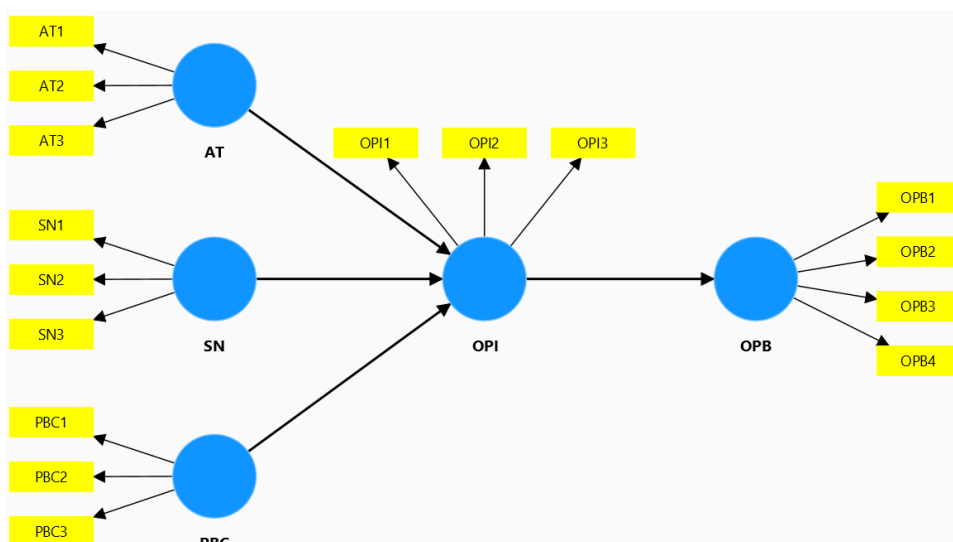 AT1
AT2
AT3
AT
OPI1
OPI2
OPI3
SN1
SN2
SN3
SN
OPI
OPB
OPB1
OPB2
OPB3
OPB4
PBC1
PBC2
PBC3
PBC